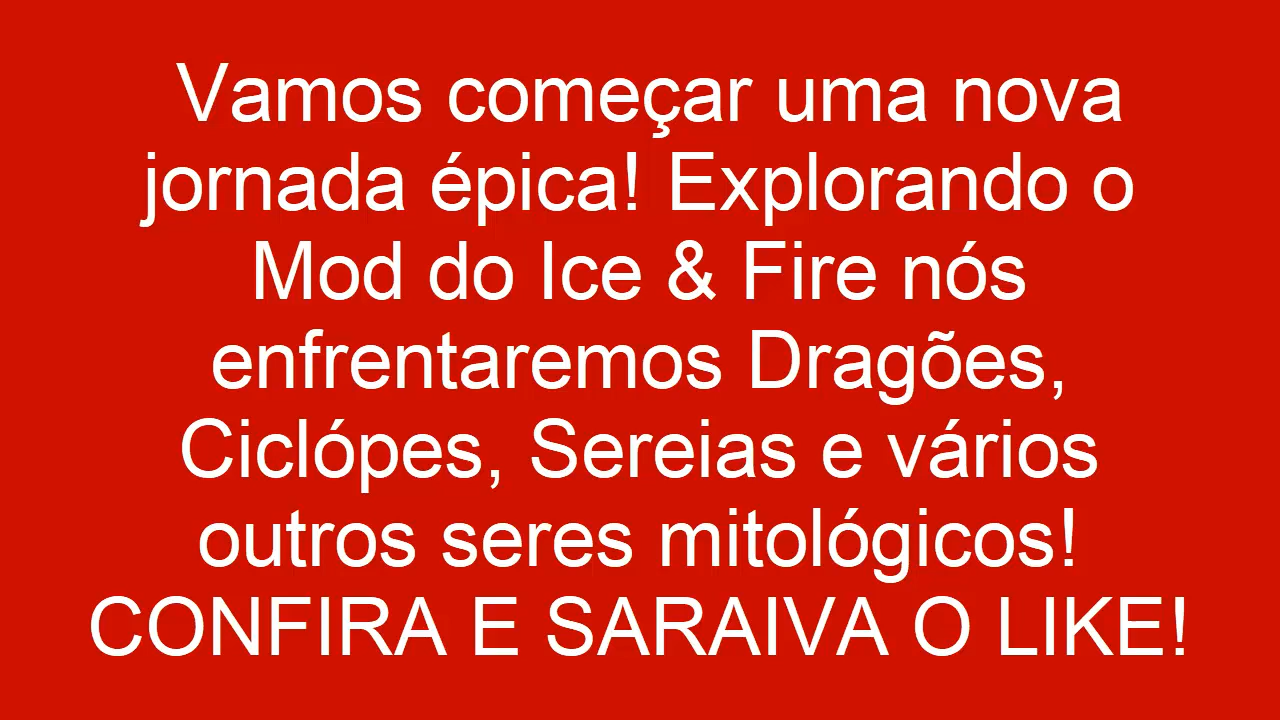 Vamos começar uma nova
jornada épica! Explorando o
Mod do Ice & Fire nós
enfrentaremos Dragões,
Ciclópes, Sereias e vários
outros seres mitológicos!
CONFIRA E SARAIVA O LIKE!